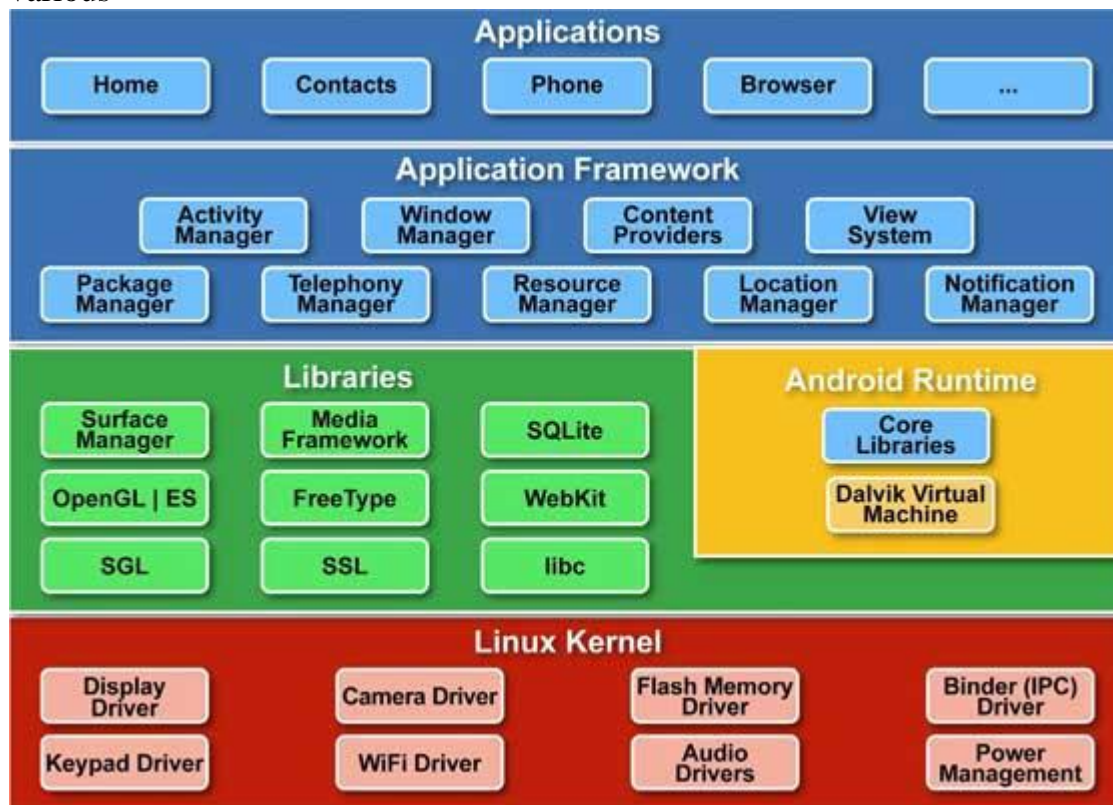 various
Applications
Home
Contacts
Phone
Browser
...
Application Framework
Activity
Manager
Window
Manager
Content
Providers
View
System
Package
Manager
Telephony
Manager
Resource
Manager
Location
Manager
Notification
Manager
Libraries
Surface
Manager
Media
Framework
SQLite
OpenGL | ES
FreeType
WebKit
SGL
SSL
libc
Android Runtime
Core
Libraries
Dalvik Virtual
Machine
Linux Kernel
Display
Driver
Camera Driver
Flash Memory
Driver
Binder (IPC)
Driver
Keypad Driver
WiFi Driver
Audio
Drivers
Power
Management